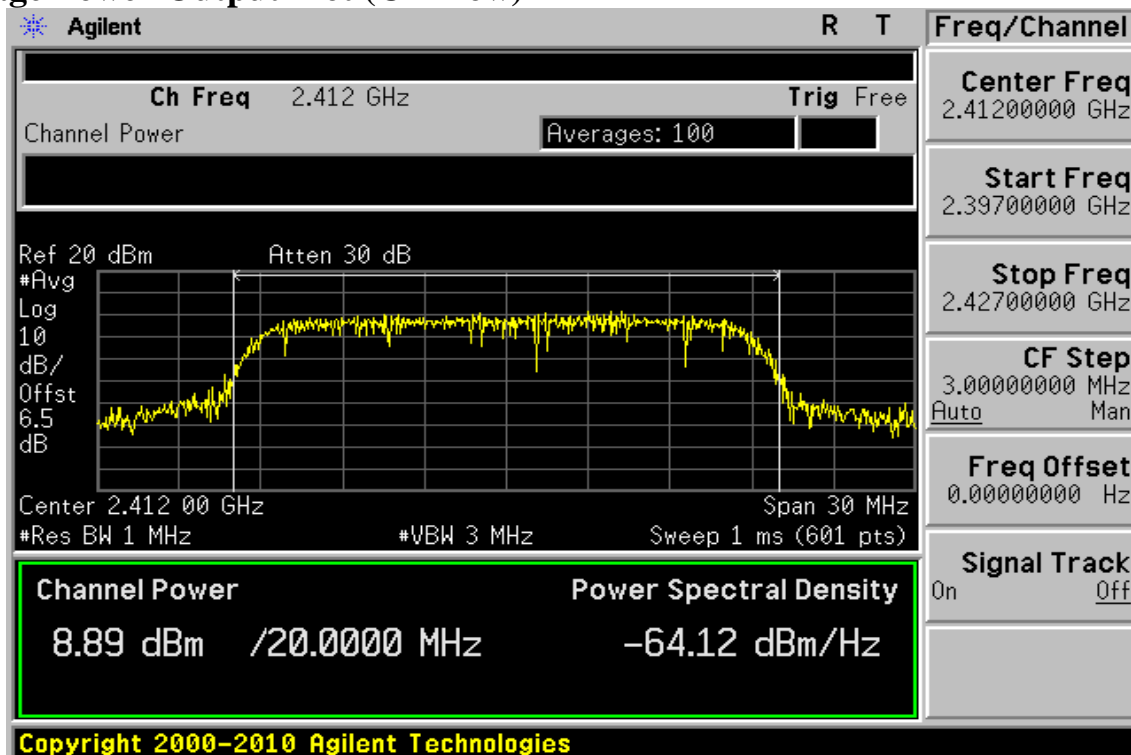 Agilent R T
Ch Freq 2.412 GHz Trig Free
Channel Power Averages: 100
Ref 20 dBm Atten 30 dB
#Avg
Log
10
dB/
Offst
6.5
dB
Center 2.412 00 GHz Span 30 MHz
#Res BW 1 MHz #VBW 3 MHz Sweep 1 ms (601 pts)
Channel Power Power Spectral Density
8.89 dBm /20.0000 MHz -64.12 dBm/Hz
Freq/Channel
Center Freq
2.41200000 GHz
Start Freq
2.39700000 GHz
Stop Freq
2.42700000 GHz
CF Step
3.00000000 MHz
Auto Man
Freq Offset
0.00000000 Hz
Signal Track
On Off
Copyright 2000-2010 Agilent Technologies